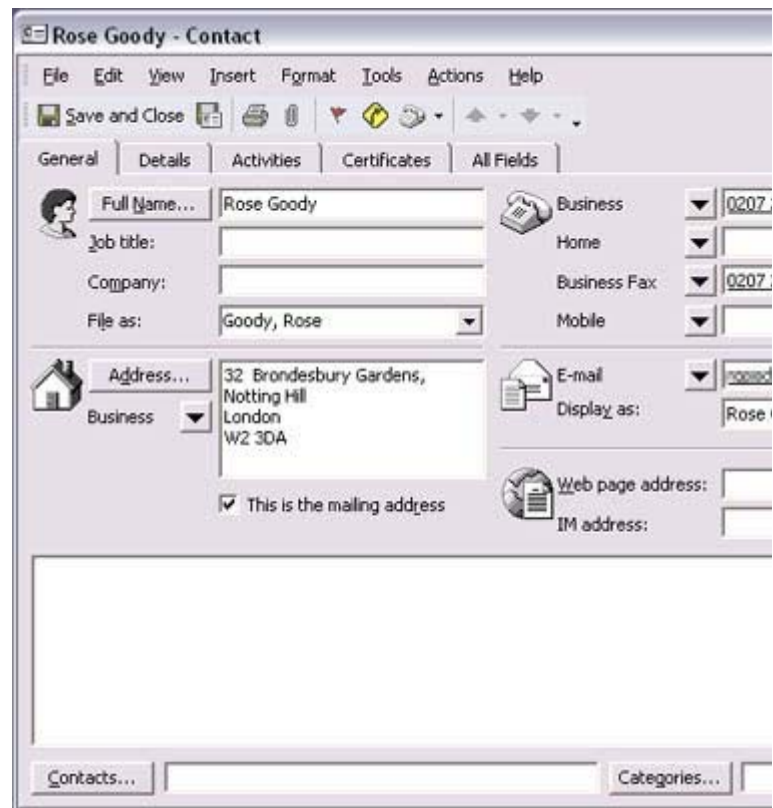 Rose Goody - Contact
File Edit View Insert Format Tools Actions Help
Save and Close
General Details Activities Certificates All Fields
Full Name... Rose Goody
Job title:
Company:
File as: Goody, Rose
Business 0207
Home
Business Fax 0207
Mobile
Address... 32 Brondesbury Gardens,
Notting Hill
London
W2 3DA
Business
This is the mailing address
E-mail
Display as: Rose
Web page address:
IM address:
Contacts... Categories...